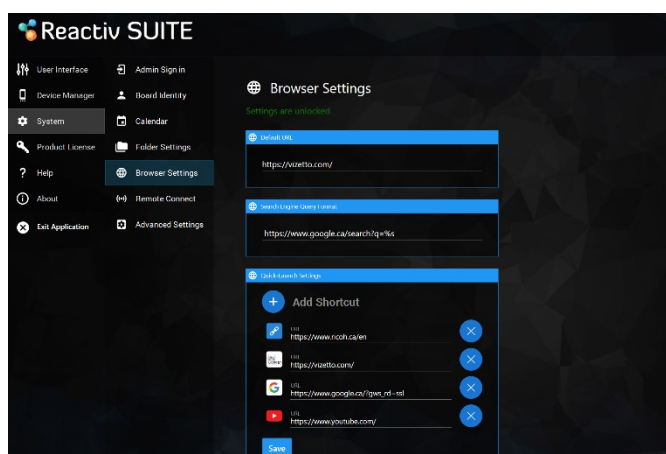 Reactiv SUITE
User Interface
Device Manager
System
Product License
Help
About
Exit Application
Admin Sign in
Board Identity
Calendar
Folder Settings
Browser Settings
Remote Connect
Advanced Settings
Browser Settings
Settings are unlocked
Default URL
https://vizetto.com/
Search Engine Query Format
https://www.google.ca/search?q=%s
Quick-Launch Settings
Add Shortcut
URL
https://www.ricoh.ca/en
URL
https://vizetto.com/
URL
https://www.google.ca/?gws_rd=ssl
URL
https://www.youtube.com/
Save